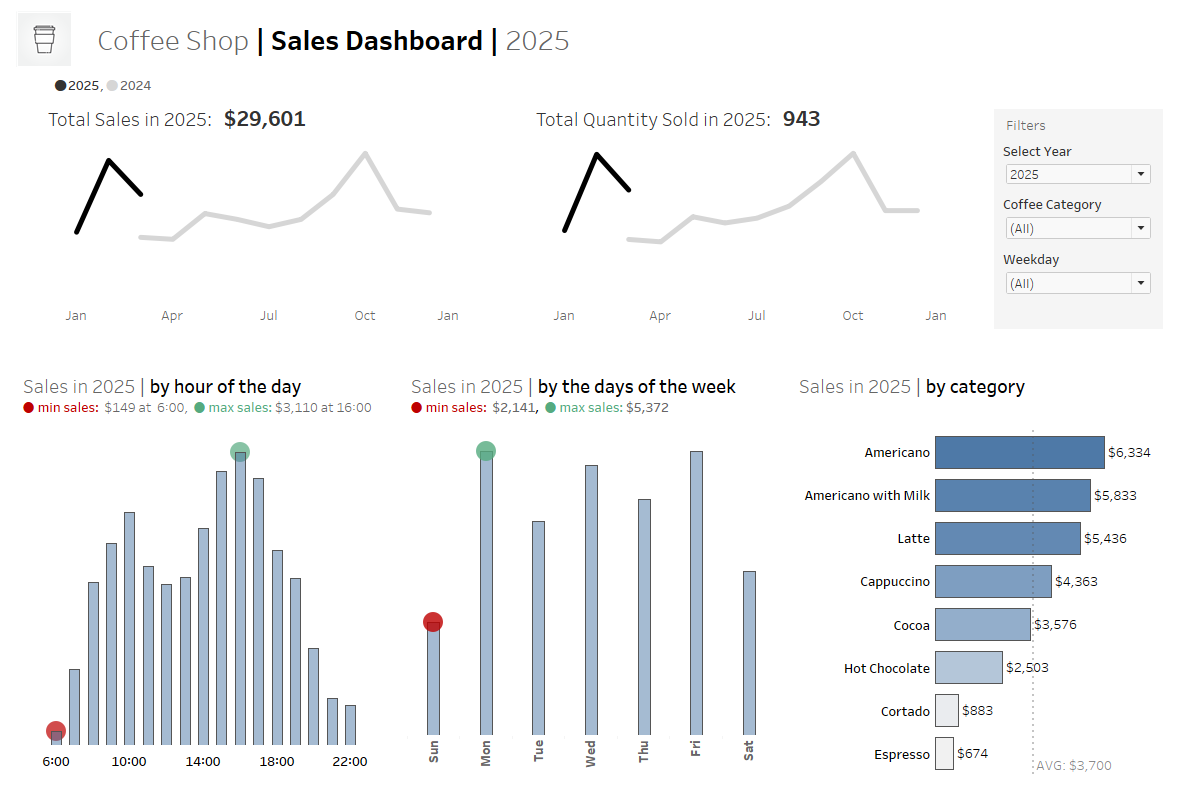 Coffee Shop | Sales Dashboard | 2025
2025, 2024
Total Sales in 2025: $29,601
Total Quantity Sold in 2025: 943
Filters
Select Year
2025
Coffee Category
(All)
Weekday
(All)
Jan Apr Jul Oct Jan
Jan Apr Jul Oct Jan
Sales in 2025 | by hour of the day
min sales: $149 at 6:00, max sales: $3,110 at 16:00
6:00 10:00 14:00 18:00 22:00
Sales in 2025 | by the days of the week
min sales: $2,141, max sales: $5,372
Sun Mon Tue Wed Thu Fri Sat
Sales in 2025 | by category
Americano $6,334
Americano with Milk $5,833
Latte $5,436
Cappuccino $4,363
Cocoa $3,576
Hot Chocolate $2,503
Cortado $883
Espresso $674
AVG: $3,700